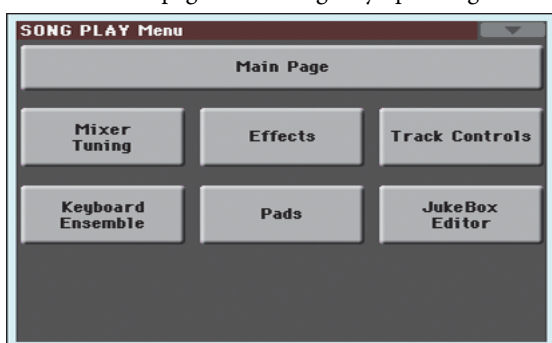 SONG PLAY Menu
Main Page
Mixer
Tuning
Effects
Track Controls
Keyboard
Ensemble
Pads
JukeBox
Editor